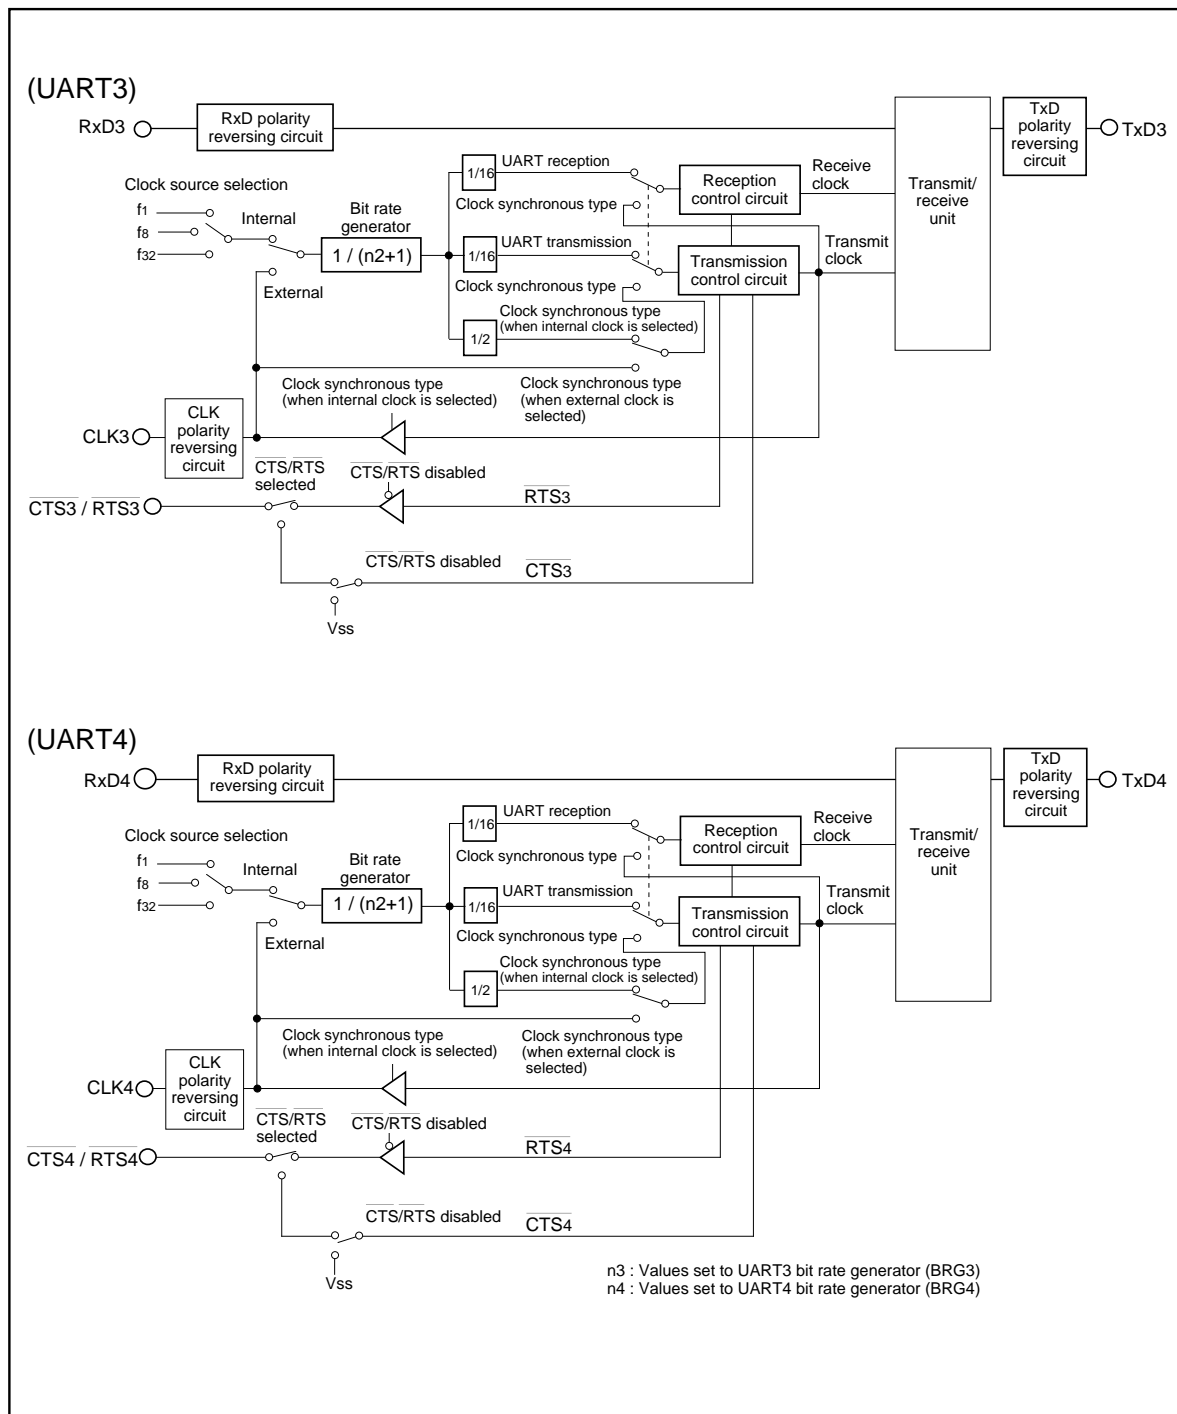 (UART3)
RxD3
RxD polarity
reversing circuit
TxD
polarity
reversing
circuit
TxD3
Clock source selection
f1
f8
f32
Internal
External
Bit rate
generator
1 / (n2+1)
1/16
UART reception
Clock synchronous type
1/16
UART transmission
Clock synchronous type
Clock synchronous type
(when internal clock is selected)
1/2
Reception
control circuit
Receive
clock
Transmission
control circuit
Transmit
clock
Transmit/
receive
unit
Clock synchronous type
(when internal clock is selected)
Clock synchronous type
(when external clock is
selected)
CLK3
CLK
polarity
reversing
circuit
CTS/RTS
selected
CTS/RTS disabled
CTS3 / RTS3
RTS3
CTS/RTS disabled
CTS3
Vss
(UART4)
RxD4
RxD polarity
reversing circuit
TxD
polarity
reversing
circuit
TxD4
Clock source selection
f1
f8
f32
Internal
External
Bit rate
generator
1 / (n2+1)
1/16
UART reception
Clock synchronous type
1/16
UART transmission
Clock synchronous type
Clock synchronous type
(when internal clock is selected)
1/2
Reception
control circuit
Receive
clock
Transmission
control circuit
Transmit
clock
Transmit/
receive
unit
Clock synchronous type
(when internal clock is selected)
Clock synchronous type
(when external clock is
selected)
CLK4
CLK
polarity
reversing
circuit
CTS/RTS
selected
CTS/RTS disabled
CTS4 / RTS4
RTS4
CTS/RTS disabled
CTS4
Vss
n3 : Values set to UART3 bit rate generator (BRG3)
n4 : Values set to UART4 bit rate generator (BRG4)